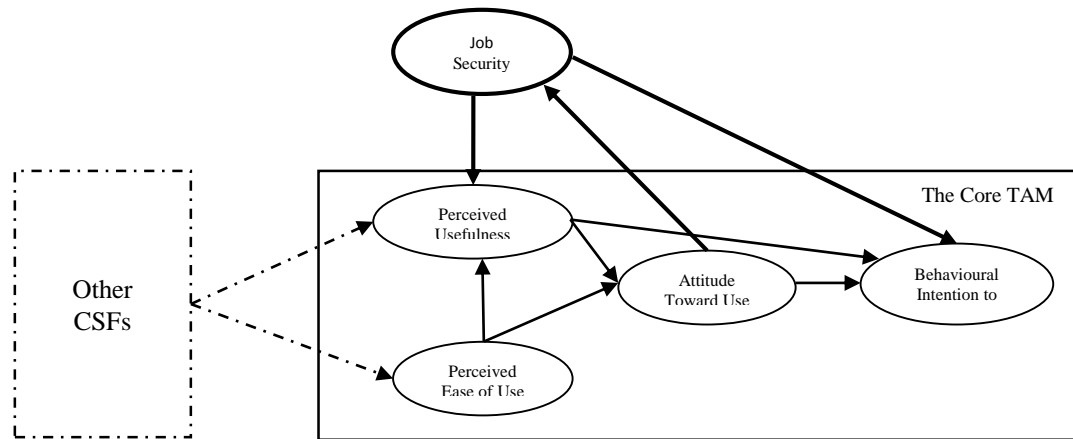 Job
Security
The Core TAM
Perceived
Usefulness
Other
CSFs
Attitude
Toward Use
Behavioural
Intention to
Perceived
Ease of Use